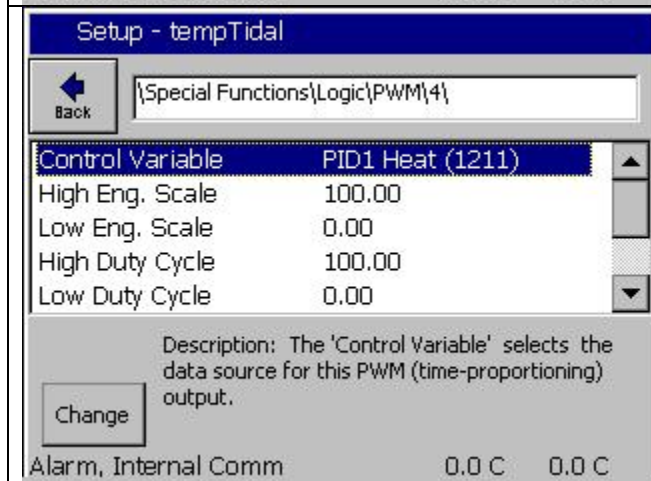 Setup - tempTidal
Back
\Special Functions\Logic\PWM\4\
Control Variable PID1 Heat (1211)
High Eng. Scale 100.00
Low Eng. Scale 0.00
High Duty Cycle 100.00
Low Duty Cycle 0.00
Description: The 'Control Variable' selects the
data source for this PWM (time-proportioning)
output.
Change
Alarm, Internal Comm 0.0 C 0.0 C